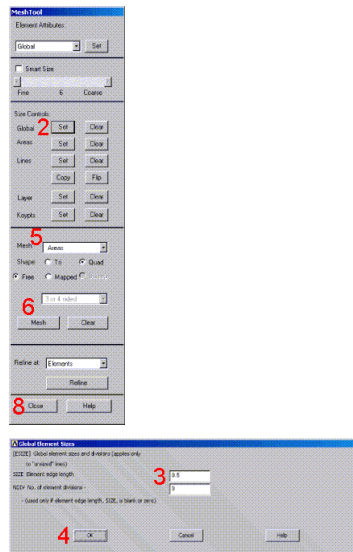 MeshTool
Element Attributes:
Global Set
Smart Size
Fine 6 Coarse
Size Controls:
Global 2 Set Clear
Areas Set Clear
Lines Set Clear
Copy Flip
Layer Set Clear
Keypts Set Clear
5
Mesh: Areas
Shape: Tri Quad
Free Mapped
3 or 4 sided
6
Mesh Clear
Refine at: Elements
Refine
8 Close Help
Global Element Sizes
[ESIZE] Global element sizes and divisions (applies only
to "unsized" lines)
SIZE Element edge length 3 0.5
NDIV No. of element divisions - 0
- (used only if element edge length, SIZE, is blank or zero)
4 OK Cancel Help